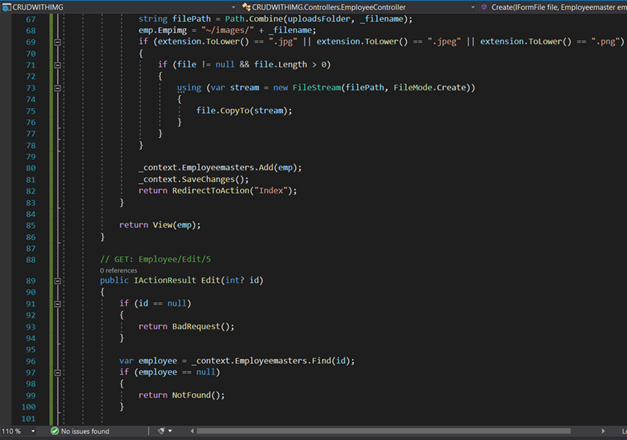 CRUDWITHIMG
CRUDWITHIMG.Controllers.EmployeeController
Create(IFormFile file, Employeemaster em
67 string filePath = Path.Combine(uploadsFolder, _filename);
68 emp.Empimg = "~/images/" + _filename;
69 if (extension.ToLower() == ".jpg" || extension.ToLower() == ".jpeg" || extension.ToLower() == ".png")
70 {
71 if (file != null && file.Length > 0)
72 {
73 using (var stream = new FileStream(filePath, FileMode.Create))
74 {
75 file.CopyTo(stream);
76 }
77 }
78 }
79
80 _context.Employeemasters.Add(emp);
81 _context.SaveChanges();
82 return RedirectToAction("Index");
83 }
84
85 return View(emp);
86 }
87
88 // GET: Employee/Edit/5
0 references
89 public IActionResult Edit(int? id)
90 {
91 if (id == null)
92 {
93 return BadRequest();
94 }
95
96 var employee = _context.Employeemasters.Find(id);
97 if (employee == null)
98 {
99 return NotFound();
100 }
101
110 % No issues found